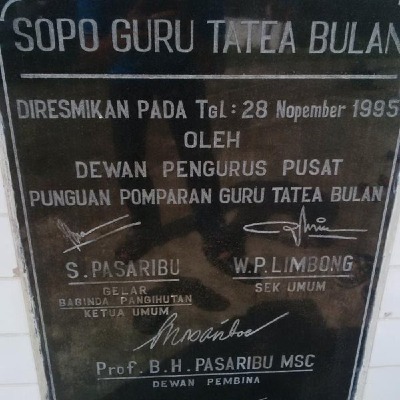 SOPO GURU TATEA BULAN
DIRESMIKAN PADA TgL: 28 Nopember 1995
OLEH
DEWAN PENGURUS PUSAT
PUNGUAN POMPARAN GURU TATEA BULAN
S. PASARIBU
GELAR
BAGINDA PANGIHUTAN
KETUA UMUM
W.P. LIMBONG
SEK UMUM
Prof. B.H. PASARIBU MSC
DEWAN PEMBINA